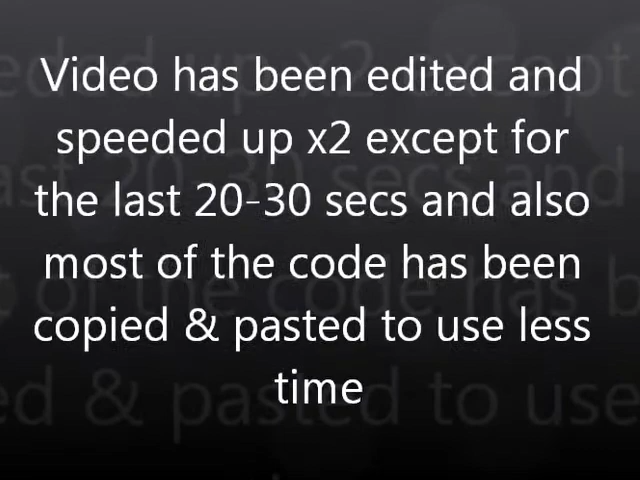 Video has been edited and
speeded up x2 except for
the last 20-30 secs and also
most of the code has been
copied & pasted to use less
time